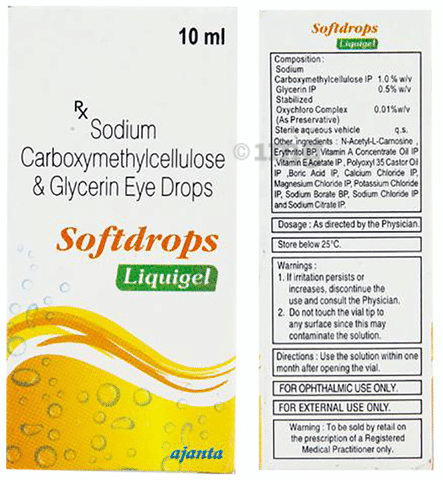 10 ml
Rx
Sodium
Carboxymethylcellulose
& Glycerin Eye Drops
Softdrops
Liquigel
ajanta
Softdrops
Liquigel
Composition :
Sodium
Carboxymethylcellulose IP 1.0 % w/v
Glycerin IP 0.5% w/v
Stabilized
Oxychloro Complex 0.01%w/v
(As Preservative)
Sterile aqueous vehicle q.s.
Other ingredients : N-Acetyl-L-Carnosine ,
Erythritol BP, Vitamin A Concentrate Oil IP
Vitamin E Acetate IP , Polyoxyl 35 Castor Oil
IP ,Boric Acid IP, Calcium Chloride IP,
Magnesium Chloride IP, Potassium Chloride
IP, Sodium Borate BP, Sodium Chloride IP
and Sodium Citrate IP.
Dosage : As directed by the Physician.
Store below 25°C.
Warnings :
1. If irritation persists or
increases, discontinue the
use and consult the Physician.
2. Do not touch the vial tip to
any surface since this may
contaminate the solution.
Directions : Use the solution within one
month after opening the vial.
FOR OPHTHALMIC USE ONLY.
FOR EXTERNAL USE ONLY.
Warning : To be sold by retail on
the prescription of a Registered
Medical Practitioner only.